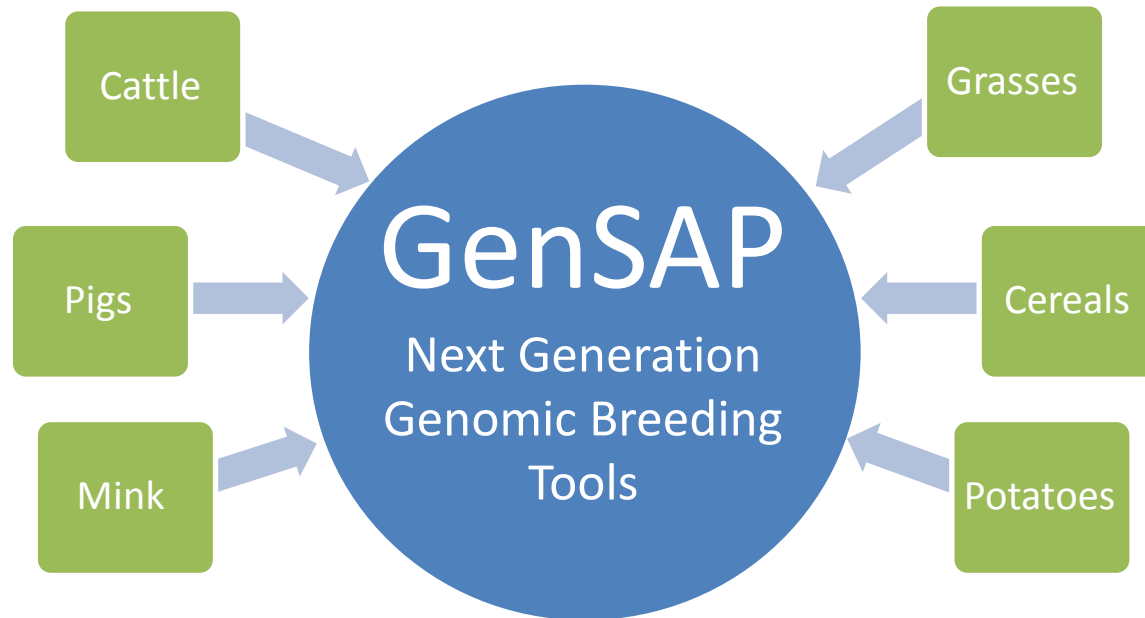 Cattle
Grasses
GenSAP
Pigs
Cereals
Next Generation
Genomic Breeding
Tools
Mink
Potatoes